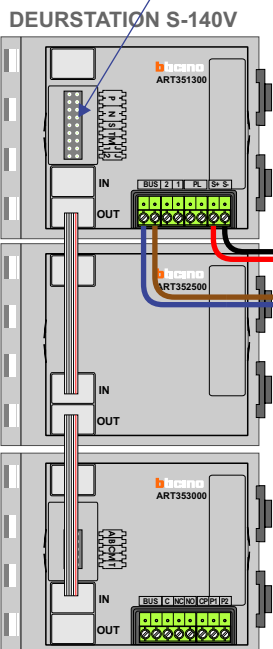 DEURSTATION S-140V
bticino
ART351300
P N S T M 1 2
IN
BUS 2 1 PL S+ S-
OUT
bticino
ART352500
IN
OUT
bticino
ART353000
A B C M T
IN
BUS C NC NO CP P1 P2
OUT